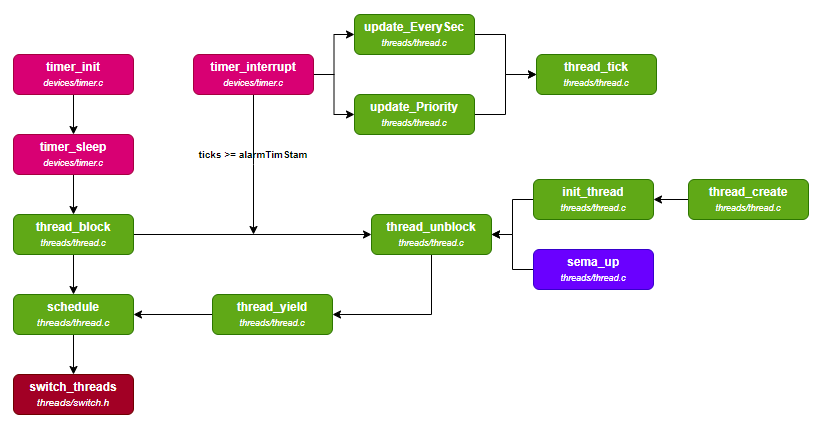 update_EverySec
threads/thread.c
timer_init
devices/timer.c
timer_interrupt
devices/timer.c
thread_tick
threads/thread.c
update_Priority
threads/thread.c
timer_sleep
devices/timer.c
ticks >= alarmTimStam
init_thread
threads/thread.c
thread_create
threads/thread.c
thread_block
threads/thread.c
thread_unblock
threads/thread.c
sema_up
threads/thread.c
schedule
threads/thread.c
thread_yield
threads/thread.c
switch_threads
threads/switch.h